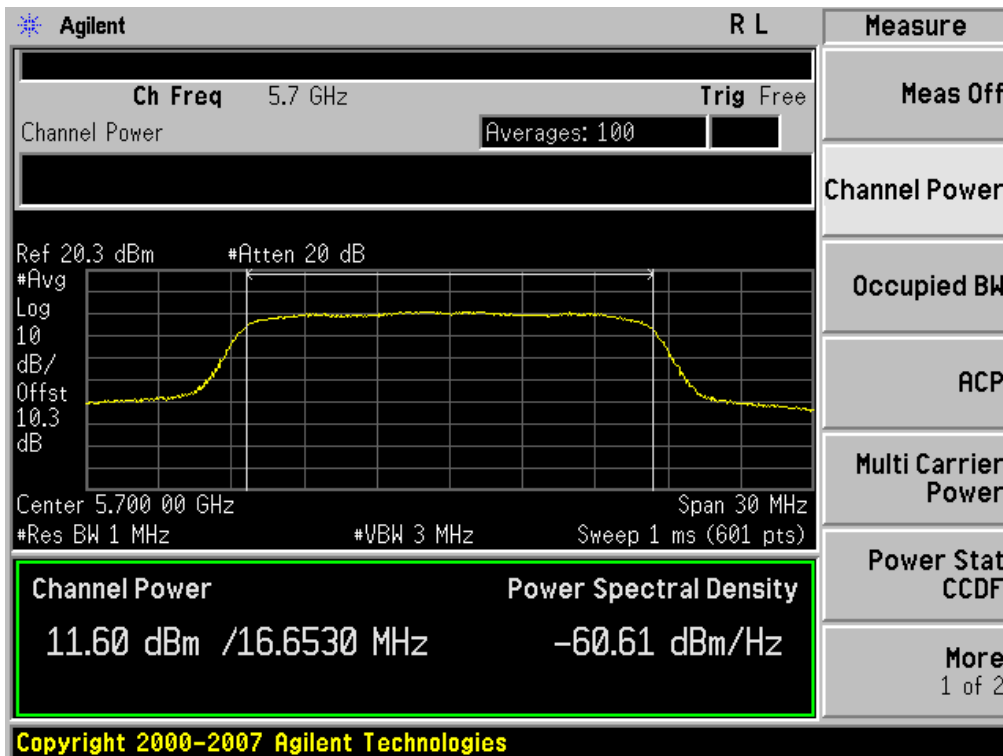 Agilent R L
Ch Freq 5.7 GHz Trig Free
Channel Power Averages: 100
Ref 20.3 dBm #Atten 20 dB
#Avg
Log
10
dB/
Offst
10.3
dB
Center 5.700 00 GHz Span 30 MHz
#Res BW 1 MHz #VBW 3 MHz Sweep 1 ms (601 pts)
Channel Power Power Spectral Density
11.60 dBm /16.6530 MHz -60.61 dBm/Hz
Copyright 2000-2007 Agilent Technologies
Measure
Meas Off
Channel Power
Occupied BW
ACP
Multi Carrier
Power
Power Stat
CCDF
More
1 of 2